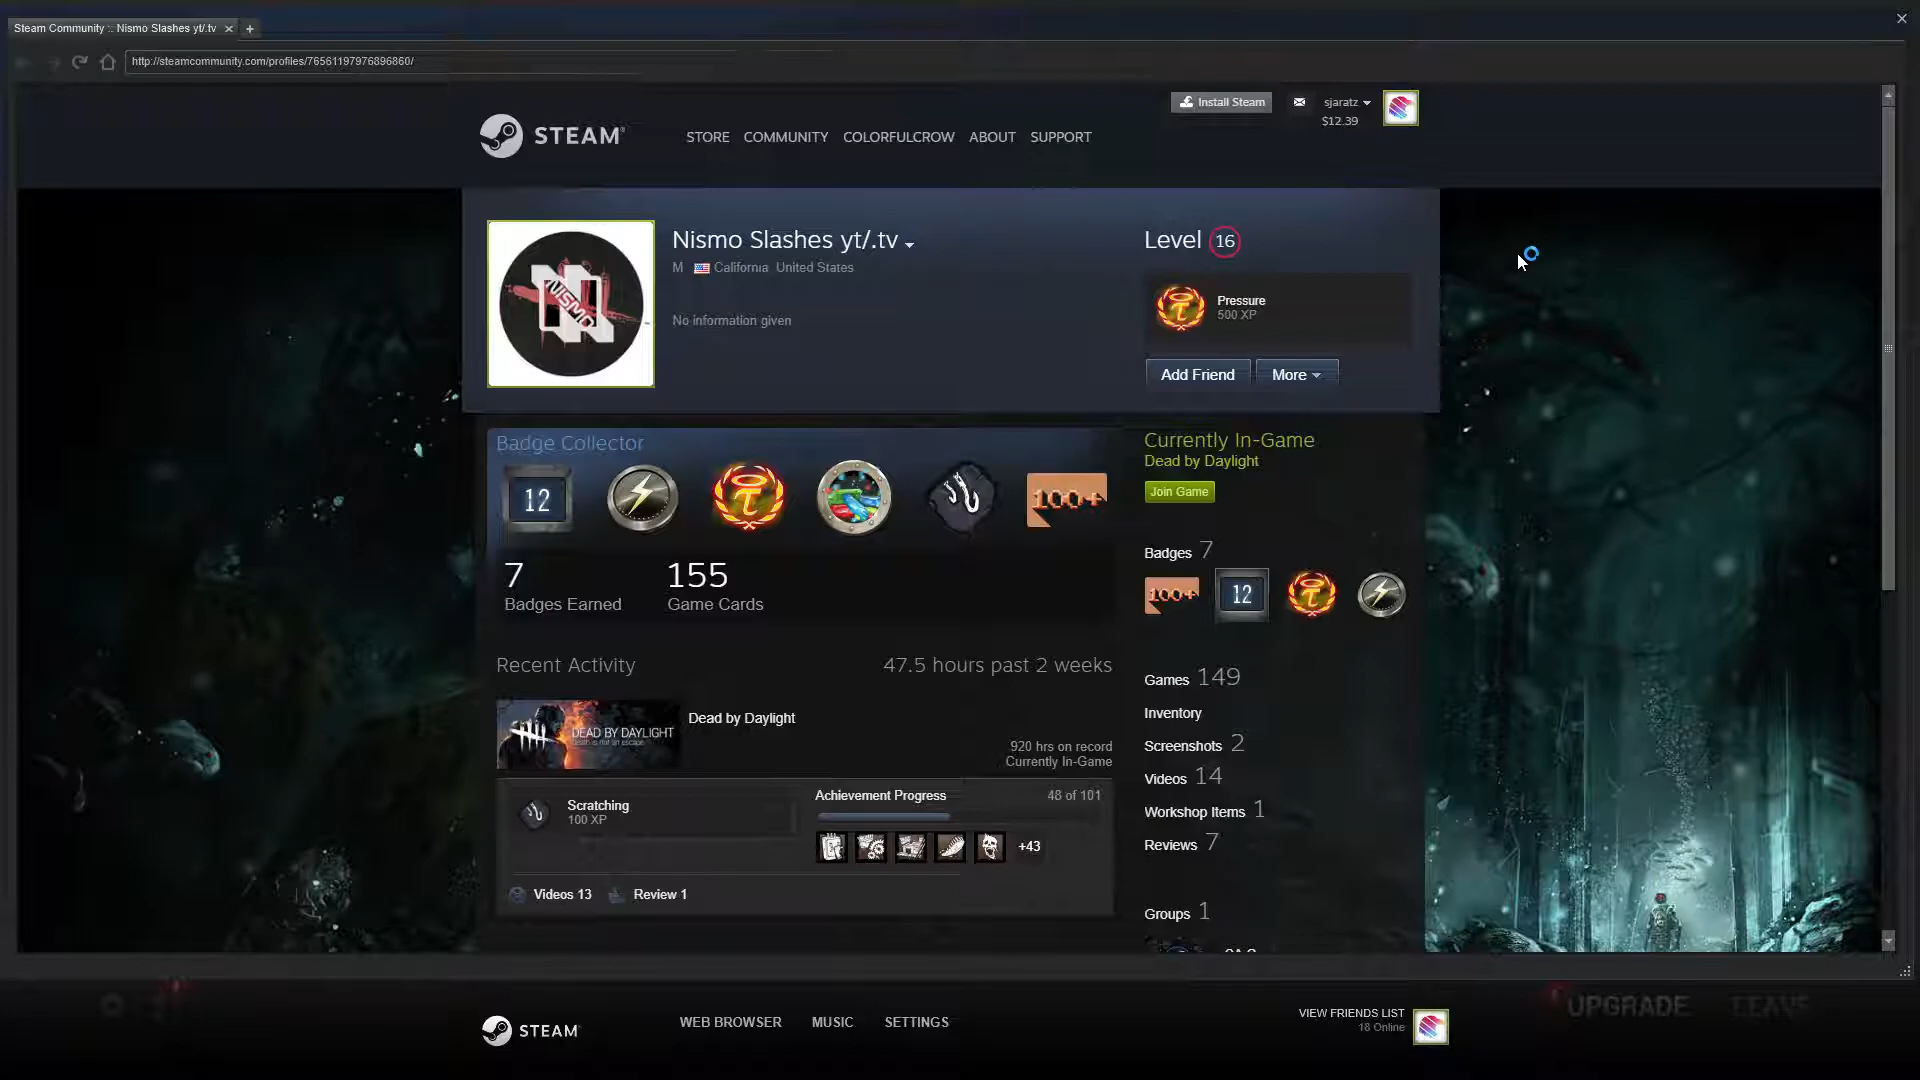 Steam Community :: Nismo Slashes yt/.tv
http://steamcommunity.com/profiles/76561197976896860/
Install Steam
sjaratz
$12.39
STEAM
STORE COMMUNITY COLORFULCROW ABOUT SUPPORT
Nismo Slashes yt/.tv
M California United States
No information given
NISMO
Level 16
Pressure
500 XP
Add Friend
More
Badge Collector
12
100+
7
Badges Earned
155
Game Cards
Currently In-Game
Dead by Daylight
Join Game
Badges 7
100+
12
Recent Activity
47.5 hours past 2 weeks
DEAD BY DAYLIGHT
Dead by Daylight
920 hrs on record
Currently In-Game
Scratching
100 XP
Achievement Progress
48 of 101
+43
Videos 13
Review 1
Games 149
Inventory
Screenshots 2
Videos 14
Workshop Items 1
Reviews 7
Groups 1
UPGRADE
LEAVE
STEAM
WEB BROWSER MUSIC SETTINGS
VIEW FRIENDS LIST
18 Online